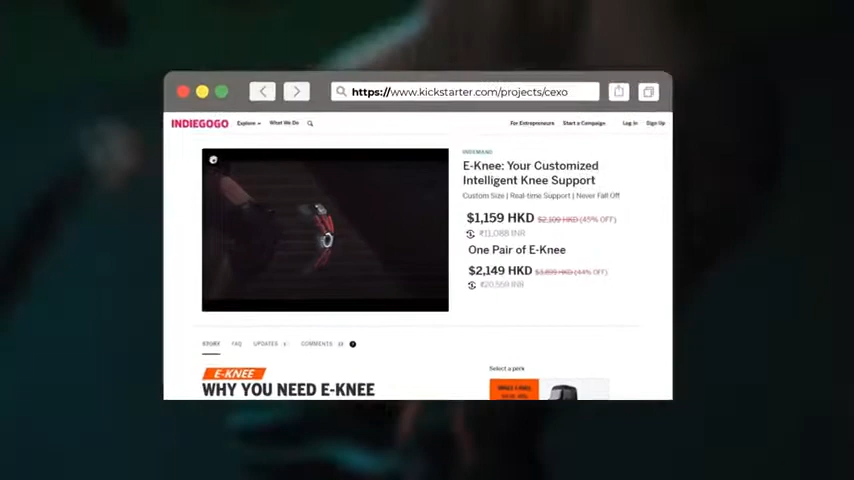 https://www.kickstarter.com/projects/cexo
INDIEGOGO Explore What We Do For Entrepreneurs Start a Campaign Log In Sign Up
INDEMAND
E-Knee: Your Customized
Intelligent Knee Support
Custom Size | Real-time Support | Never Fall Off
$1,159 HKD $2,109 HKD (45% OFF)
₹11,088 INR
One Pair of E-Knee
$2,149 HKD $3,899 HKD (44% OFF)
₹20,559 INR
STORY FAQ UPDATES COMMENTS
Select a perk
E-KNEE
WHY YOU NEED E-KNEE